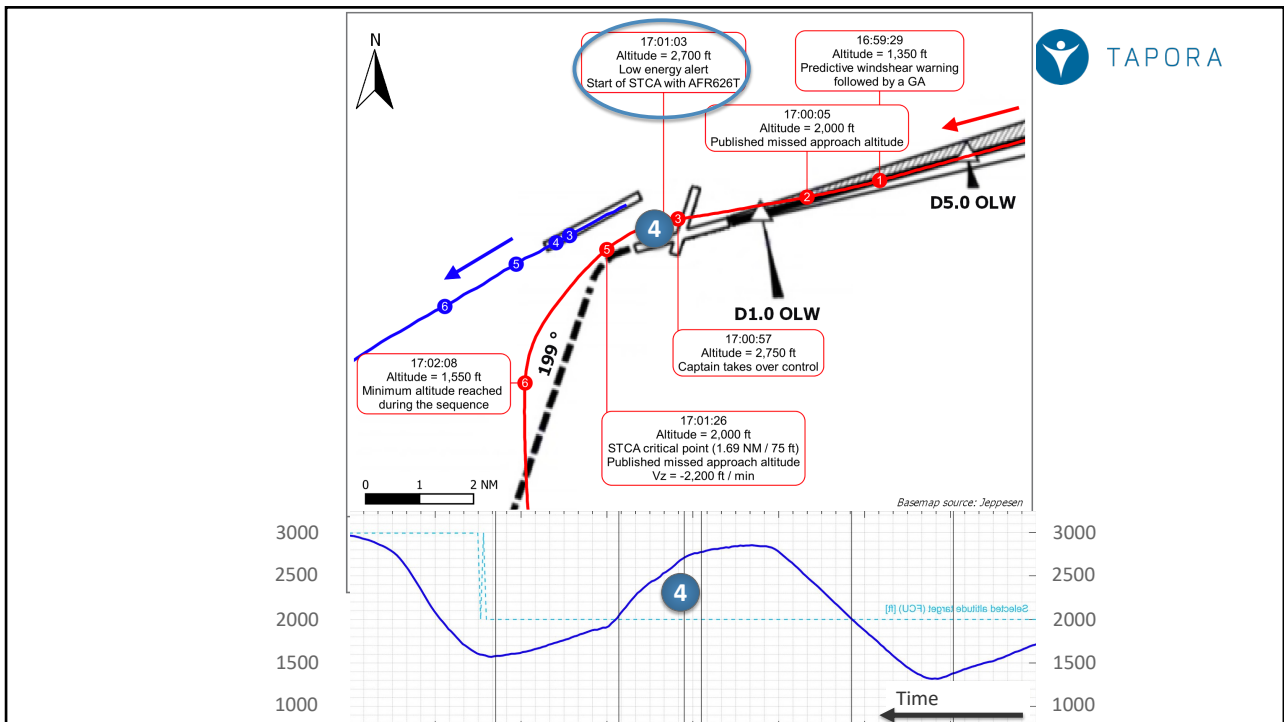 TAPORA
N
17:01:03
Altitude = 2,700 ft
Low energy alert
Start of STCA with AFR626T
16:59:29
Altitude = 1,350 ft
Predictive windshear warning
followed by a GA
17:00:05
Altitude = 2,000 ft
Published missed approach altitude
1
2
3
4
5
6
3
4
5
6
D5.0 OLW
D1.0 OLW
199 °
17:00:57
Altitude = 2,750 ft
Captain takes over control
17:02:08
Altitude = 1,550 ft
Minimum altitude reached
during the sequence
17:01:26
Altitude = 2,000 ft
STCA critical point (1.69 NM / 75 ft)
Published missed approach altitude
Vz = -2,200 ft / min
0 1 2 NM
Basemap source: Jeppesen
3000
2500
2000
1500
1000
4
Selected altitude target (FCU) [ft]
3000
2500
2000
1500
1000
Time